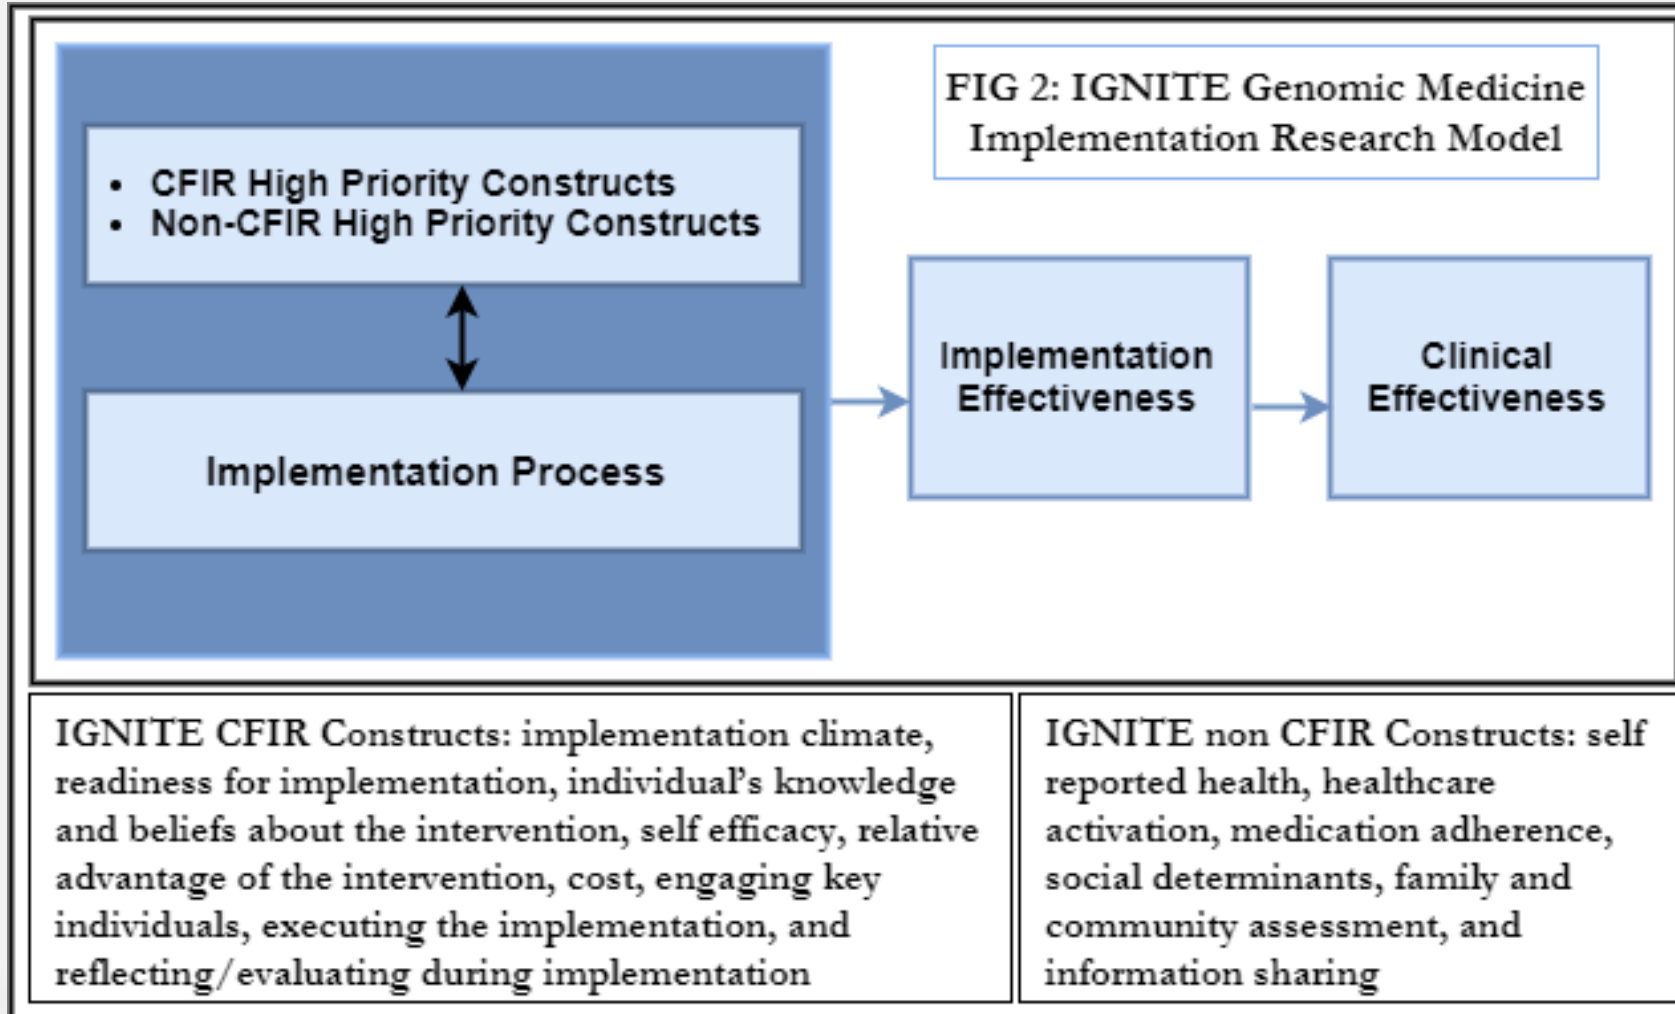 FIG 2: IGNITE Genomic Medicine
Implementation Research Model
• CFIR High Priority Constructs
• Non-CFIR High Priority Constructs
Implementation Process
Implementation
Effectiveness
Clinical
Effectiveness
IGNITE CFIR Constructs: implementation climate,
readiness for implementation, individual’s knowledge
and beliefs about the intervention, self efficacy, relative
advantage of the intervention, cost, engaging key
individuals, executing the implementation, and
reflecting/evaluating during implementation
IGNITE non CFIR Constructs: self
reported health, healthcare
activation, medication adherence,
social determinants, family and
community assessment, and
information sharing